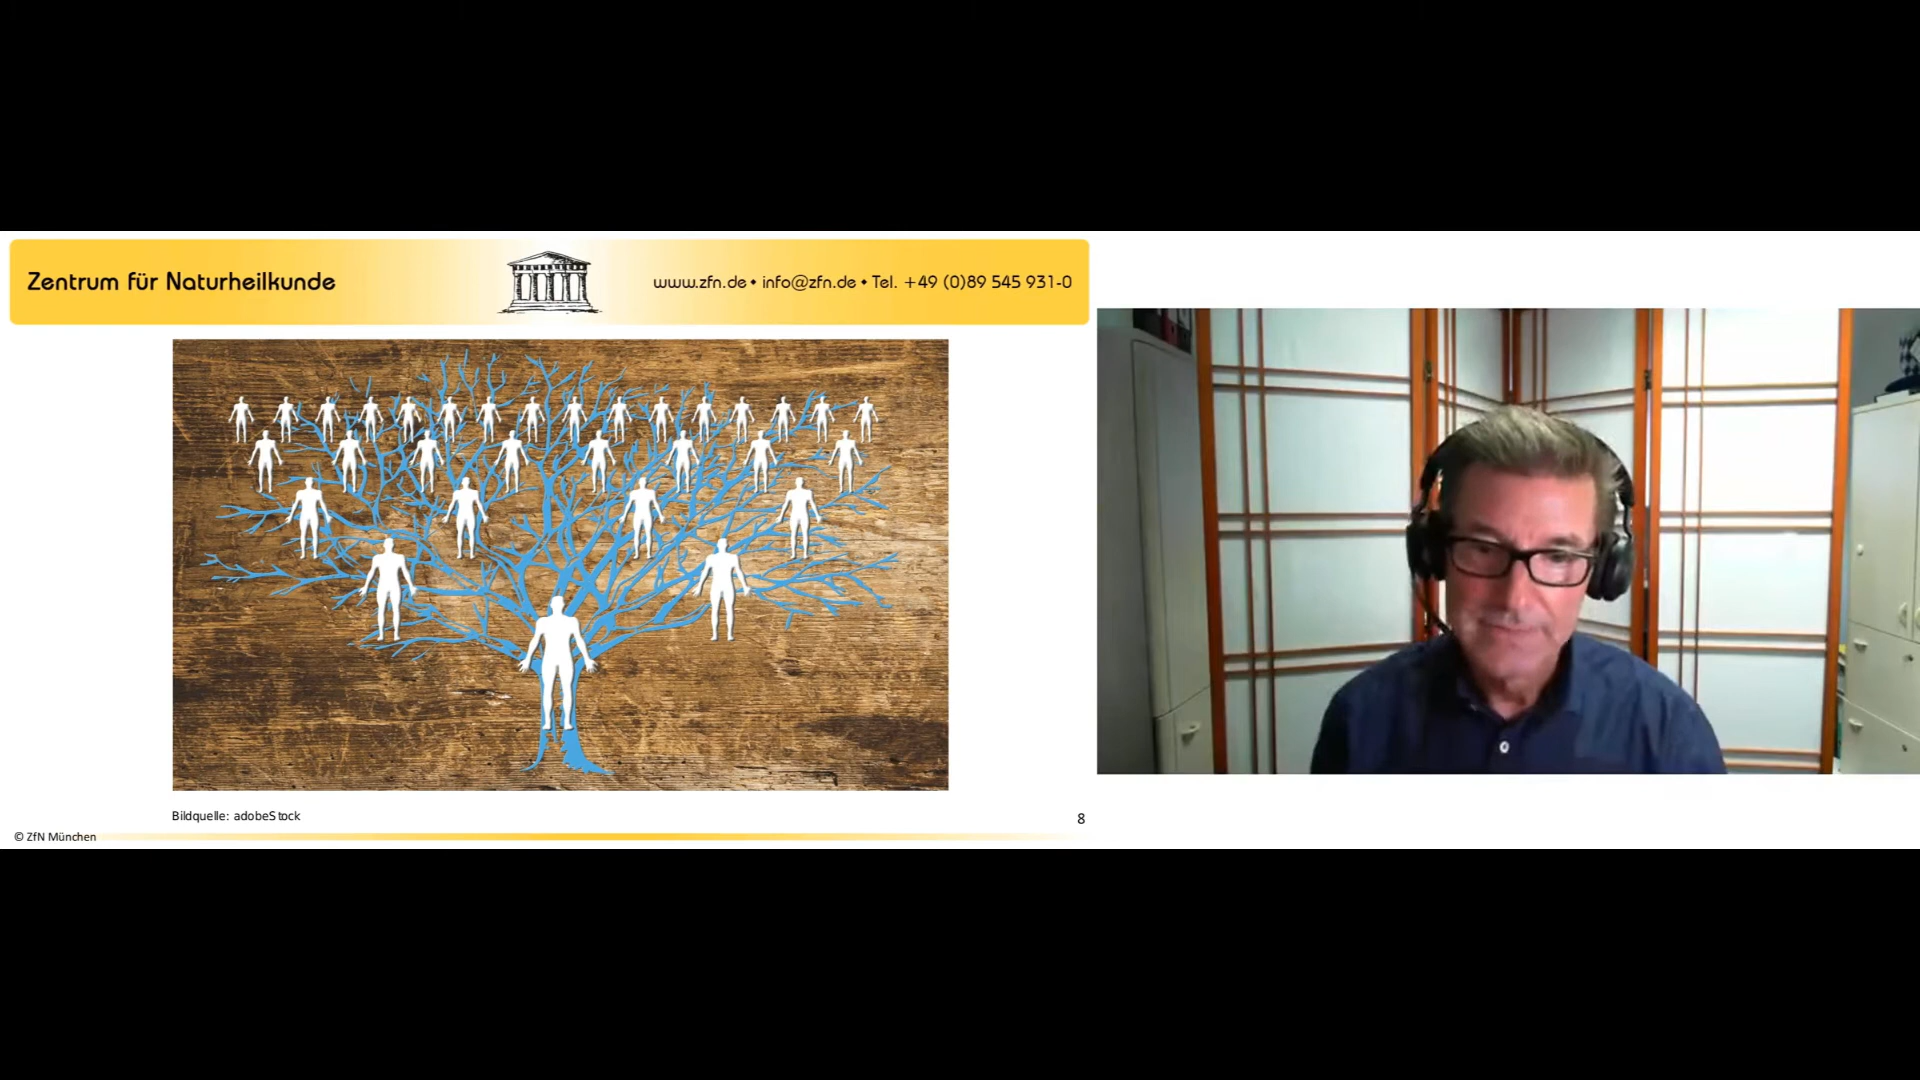 Zentrum für Naturheilkunde
www.zfn.de • info@zfn.de • Tel. +49 (0)89 545 931-0
Bildquelle: adobeStock
8
© ZfN München